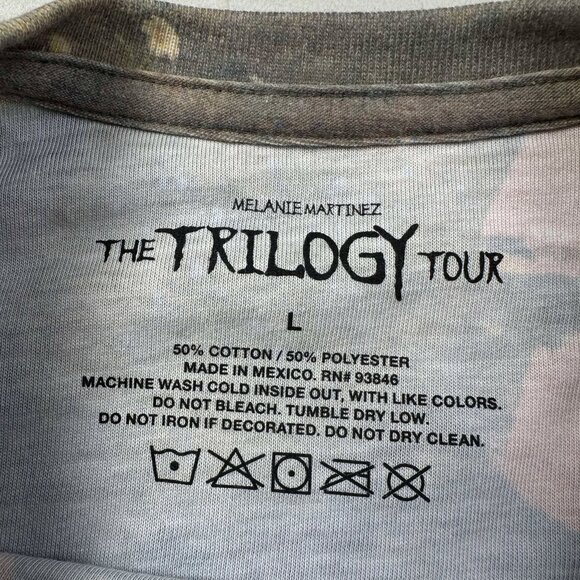 MELANIE MARTINEZ
THE TRILOGY TOUR
L
50% COTTON / 50% POLYESTER
MADE IN MEXICO. RN# 93846
MACHINE WASH COLD INSIDE OUT, WITH LIKE COLORS.
DO NOT BLEACH. TUMBLE DRY LOW.
DO NOT IRON IF DECORATED. DO NOT DRY CLEAN.